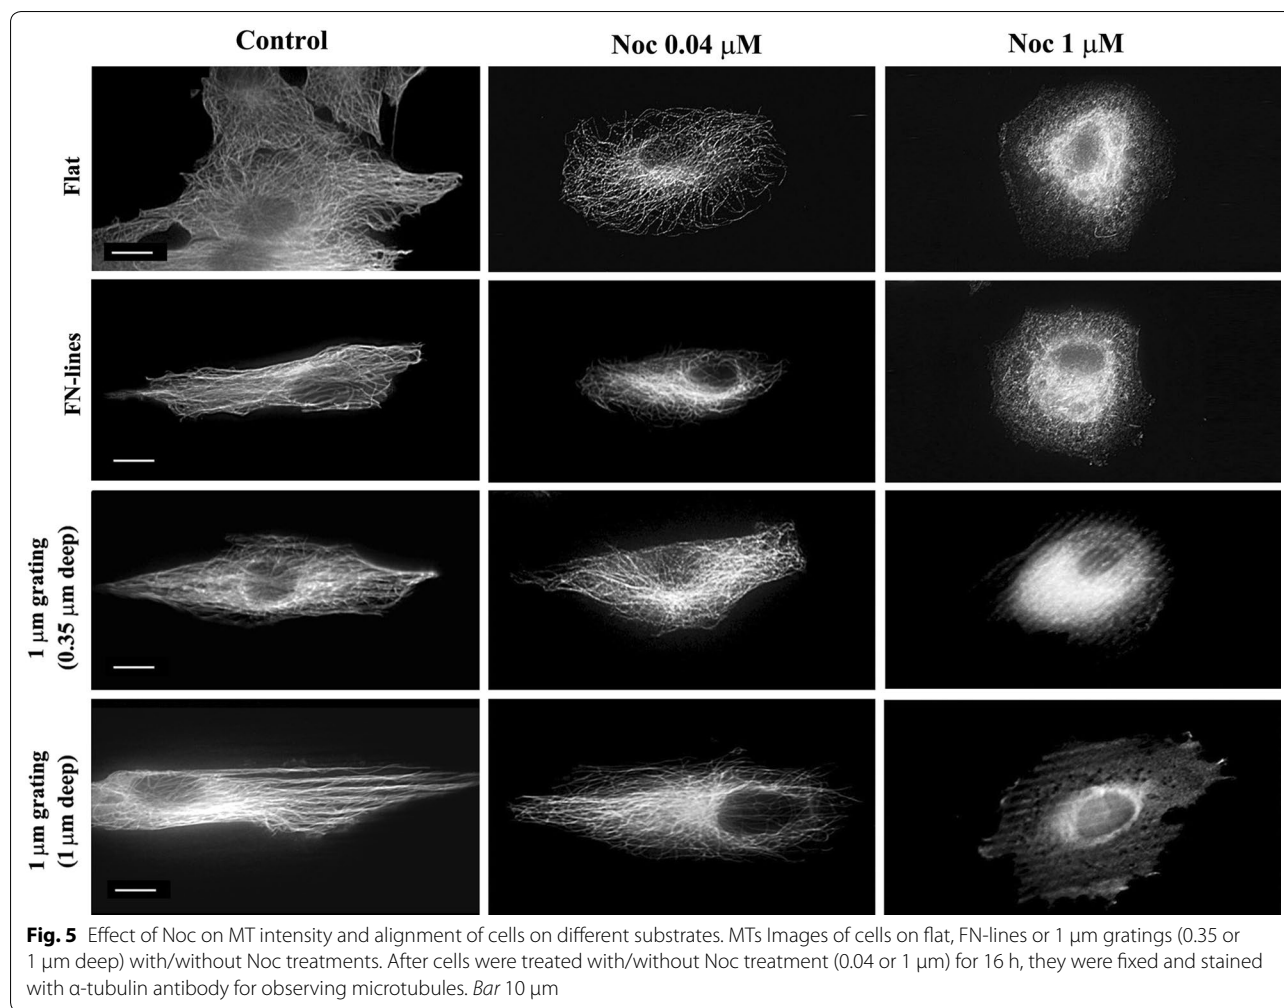 Control
Noc 0.04 μM
Noc 1 μM
Flat
FN-lines
1 μm grating
(0.35 μm deep)
1 μm grating
(1 μm deep)
Fig. 5 Effect of Noc on MT intensity and alignment of cells on different substrates. MTs Images of cells on flat, FN-lines or 1 μm gratings (0.35 or
1 μm deep) with/without Noc treatments. After cells were treated with/without Noc treatment (0.04 or 1 μm) for 16 h, they were fixed and stained
with α-tubulin antibody for observing microtubules. Bar 10 μm